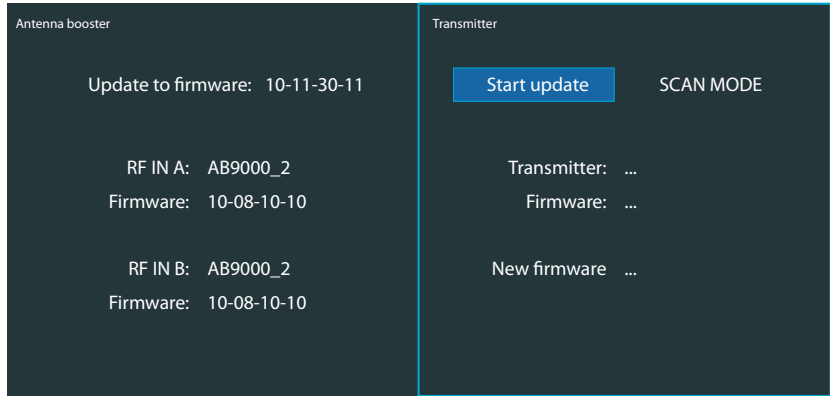 Antenna booster
Update to firmware: 10-11-30-11
RF IN A: AB9000_2
Firmware: 10-08-10-10
RF IN B: AB9000_2
Firmware: 10-08-10-10
Transmitter
Start update SCAN MODE
Transmitter: ...
Firmware: ...
New firmware ...